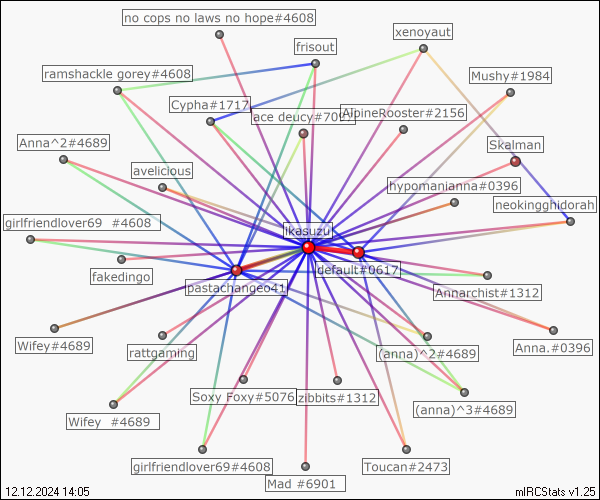 no cops no laws no hope#4608
xenoyaut
frisout
ramshackle gorey#4608
Mushy#1984
Cypha#1717
ace deucy#70
AlpineRooster#2156
Anna^2#4689
Skalman
avelicious
hypomanianna#0396
neokingghidorah
girlfriendlover69 #4608
likasuzu
fakedingo
default#0617
pastachangeo41
Annarchist#1312
Wifey#4689
rattgaming
(anna)^2#4689
Anna.#0396
Soxy Foxy#5076
zibbits#1312
(anna)^3#4689
Wifey #4689
girlfriendlover69#4608
Toucan#2473
Mad #6901
12.12.2024 14:05
mIRCStats v1.25